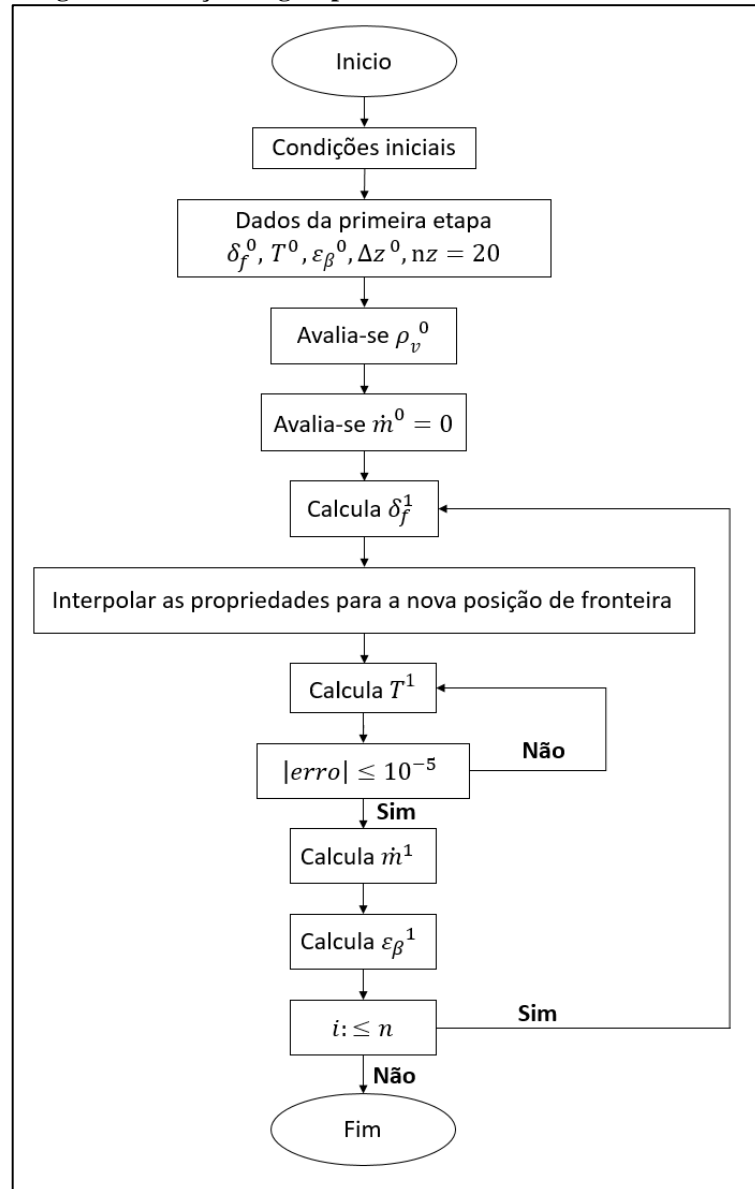 Inicio
Condições iniciais
Dados da primeira etapa
δ_f^0, T^0, ε_β^0, Δz^0, nz = 20
Avalia-se ρ_v^0
Avalia-se ṁ^0 = 0
Calcula δ_f^1
Interpolar as propriedades para a nova posição de fronteira
Calcula T^1
|erro| ≤ 10^−5
Não
Sim
Calcula ṁ^1
Calcula ε_β^1
i: ≤ n
Sim
Não
Fim